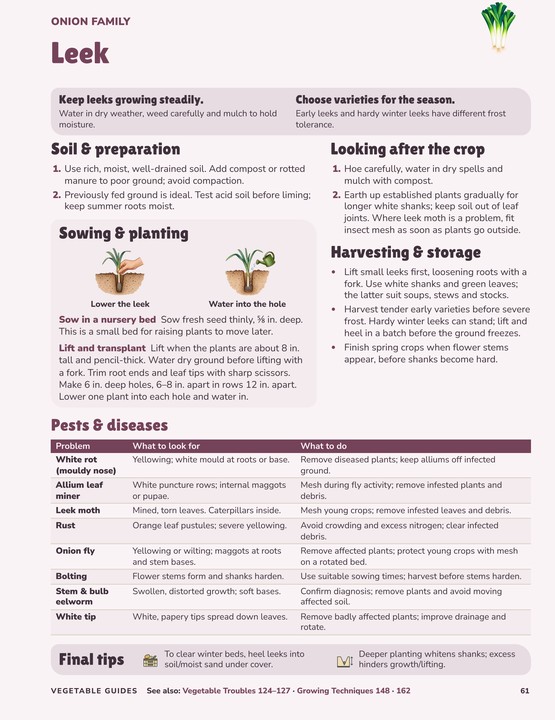 ONION FAMILY
Leek
Keep leeks growing steadily.
Water in dry weather, weed carefully and mulch to hold
moisture.
Choose varieties for the season.
Early leeks and hardy winter leeks have different frost
tolerance.
Soil & preparation
1. Use rich, moist, well-drained soil. Add compost or rotted
manure to poor ground; avoid compaction.
2. Previously fed ground is ideal. Test acid soil before liming;
keep summer roots moist.
Sowing & planting
Lower the leek
Water into the hole
Sow in a nursery bed Sow fresh seed thinly, ⅝ in. deep.
This is a small bed for raising plants to move later.
Lift and transplant Lift when the plants are about 8 in.
tall and pencil-thick. Water dry ground before lifting with
a fork. Trim root ends and leaf tips with sharp scissors.
Make 6 in. deep holes, 6–8 in. apart in rows 12 in. apart.
Lower one plant into each hole and water in.
Looking after the crop
1. Hoe carefully, water in dry spells and
mulch with compost.
2. Earth up established plants gradually for
longer white shanks; keep soil out of leaf
joints. Where leek moth is a problem, fit
insect mesh as soon as plants go outside.
Harvesting & storage
• Lift small leeks first, loosening roots with a
fork. Use white shanks and green leaves;
the latter suit soups, stews and stocks.
• Harvest tender early varieties before severe
frost. Hardy winter leeks can stand; lift and
heel in a batch before the ground freezes.
• Finish spring crops when flower stems
appear, before shanks become hard.
Pests & diseases
Problem What to look for What to do
White rot Yellowing; white mould at roots or base. Remove diseased plants; keep alliums off infected
(mouldy nose) ground.
Allium leaf White puncture rows; internal maggots Mesh during fly activity; remove infested plants and
miner or pupae. debris.
Leek moth Mined, torn leaves. Caterpillars inside. Mesh young crops; remove infested leaves and debris.
Rust Orange leaf pustules; severe yellowing. Avoid crowding and excess nitrogen; clear infected
debris.
Onion fly Yellowing or wilting; maggots at roots Remove affected plants; protect young crops with mesh
and stem bases. on a rotated bed.
Bolting Flower stems form and shanks harden. Use suitable sowing times; harvest before stems harden.
Stem & bulb Swollen, distorted growth; soft bases. Confirm diagnosis; remove plants and avoid moving
eelworm affected soil.
White tip White, papery tips spread down leaves. Remove badly affected plants; improve drainage and
rotate.
Final tips
To clear winter beds, heel leeks into
soil/moist sand under cover.
Deeper planting whitens shanks; excess
hinders growth/lifting.
VEGETABLE GUIDES See also: Vegetable Troubles 124–127 · Growing Techniques 148 · 162 61